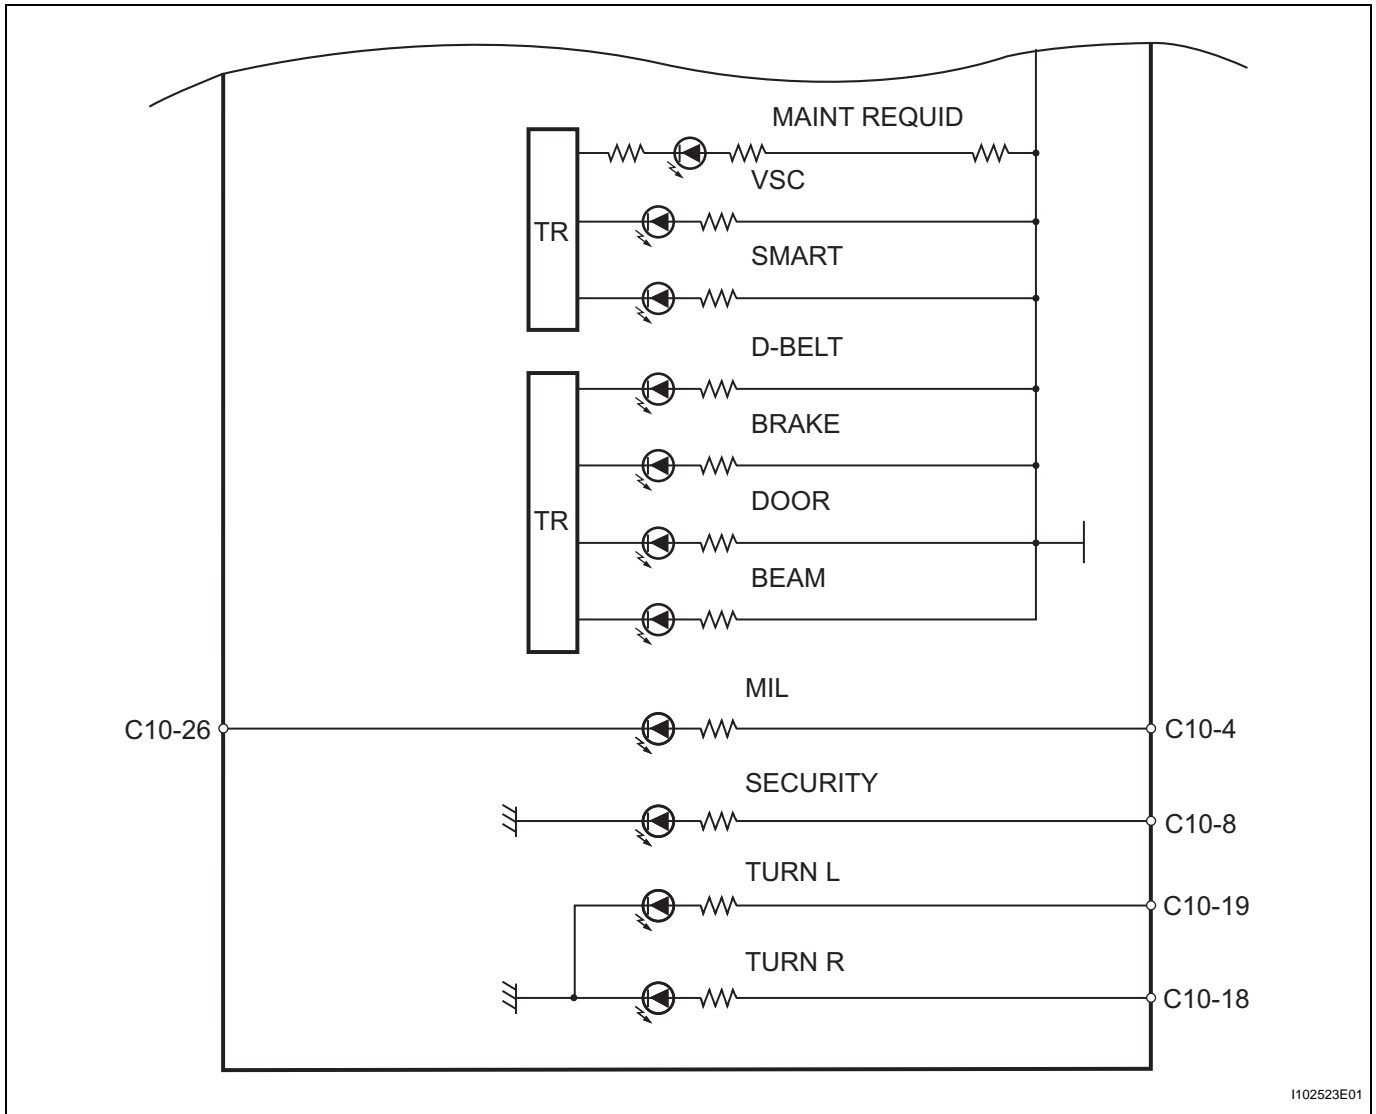 MAINT REQUID
VSC
TR
SMART
D-BELT
BRAKE
DOOR
TR
BEAM
MIL
C10-26
C10-4
SECURITY
C10-8
TURN L
C10-19
TURN R
C10-18
I102523E01